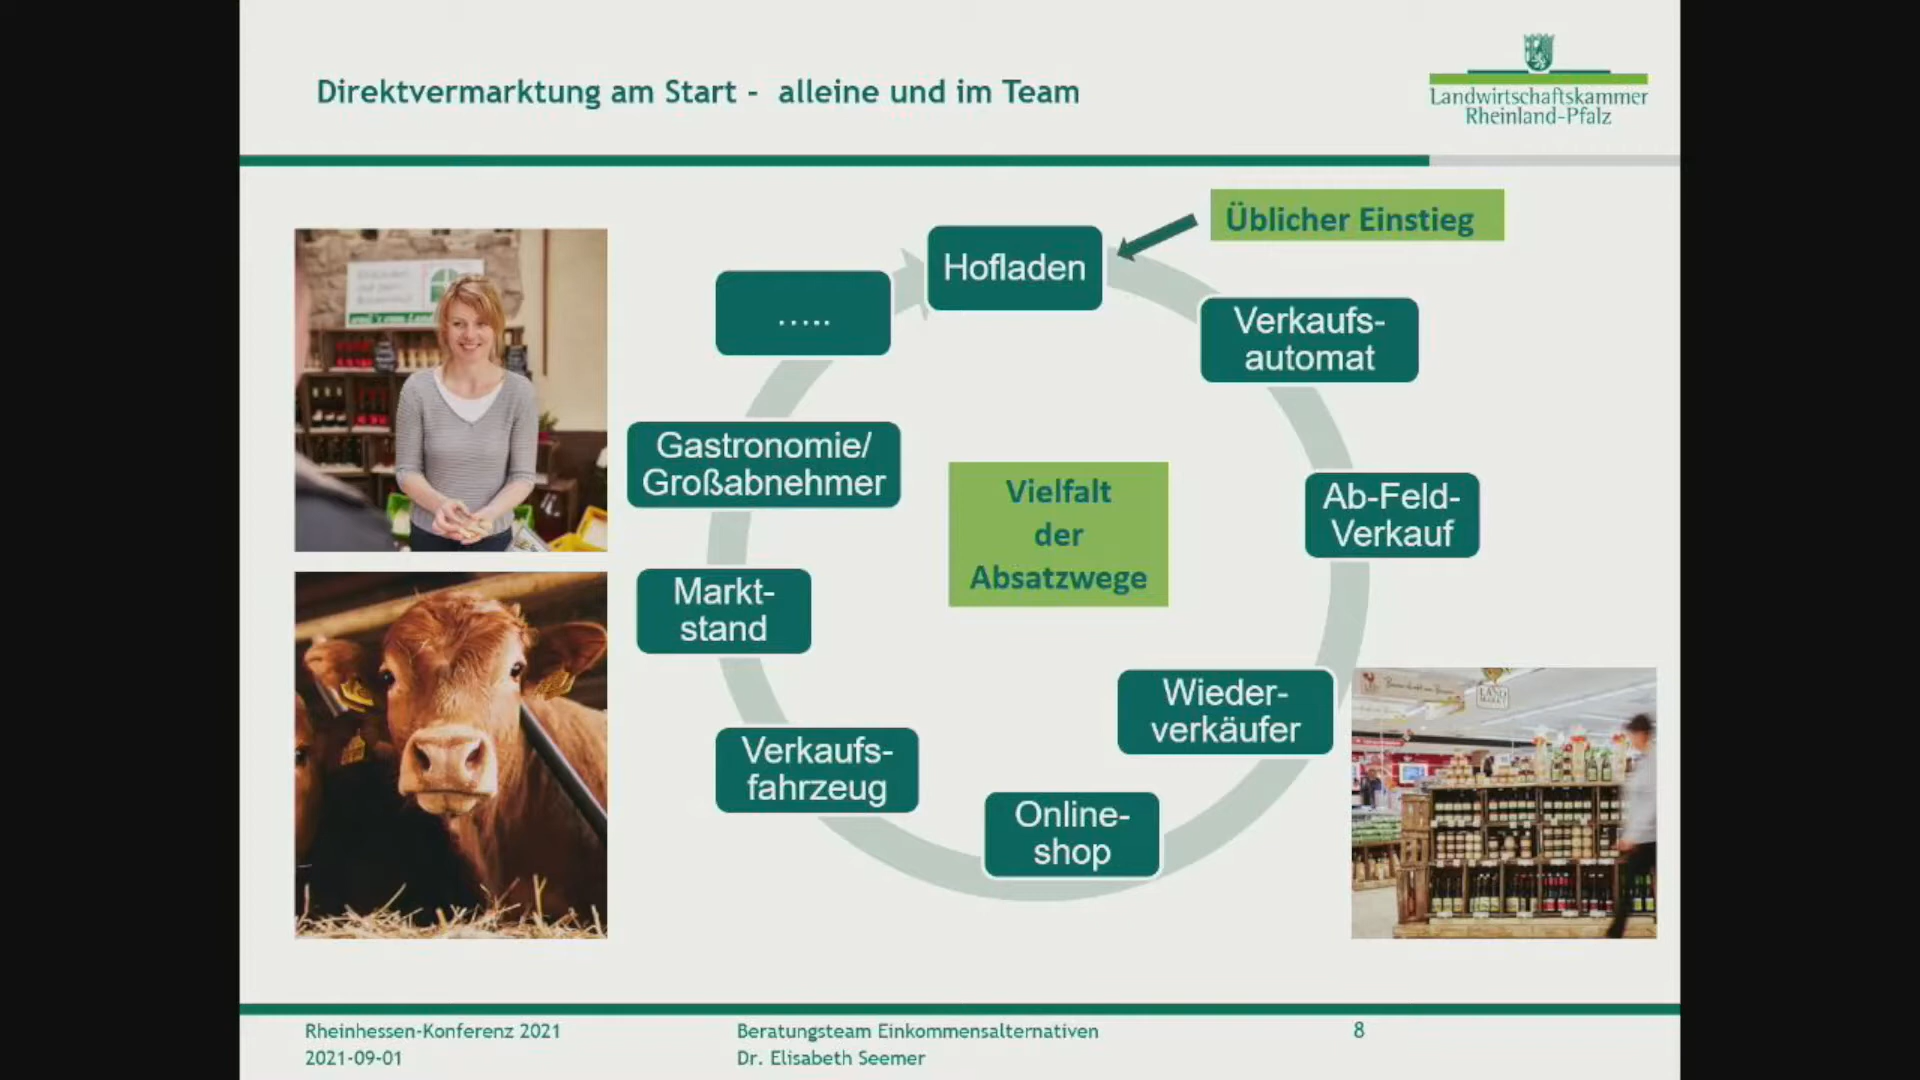 Direktvermarktung am Start - alleine und im Team
Landwirtschaftskammer
Rheinland-Pfalz
Üblicher Einstieg
Hofladen
Verkaufs-
automat
Ab-Feld-
Verkauf
Wieder-
verkäufer
Online-
shop
Verkaufs-
fahrzeug
Markt-
stand
Gastronomie/
Großabnehmer
.....
Vielfalt
der
Absatzwege
LAND
MARKT
Rheinhessen-Konferenz 2021
2021-09-01
Beratungsteam Einkommensalternativen
Dr. Elisabeth Seemer
8